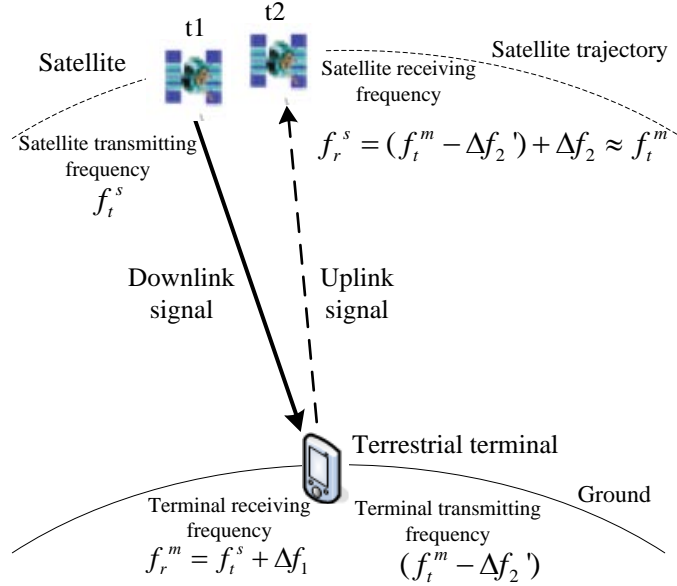 t1
t2
Satellite
Satellite trajectory
Satellite receiving
frequency
f_r^s = (f_t^m − Δf_2 ') + Δf_2 ≈ f_t^m
Satellite transmitting
frequency
f_t^s
Downlink
signal
Uplink
signal
Terrestrial terminal
Ground
Terminal receiving
frequency
f_r^m = f_t^s + Δf_1
Terminal transmitting
frequency
(f_t^m − Δf_2 ')